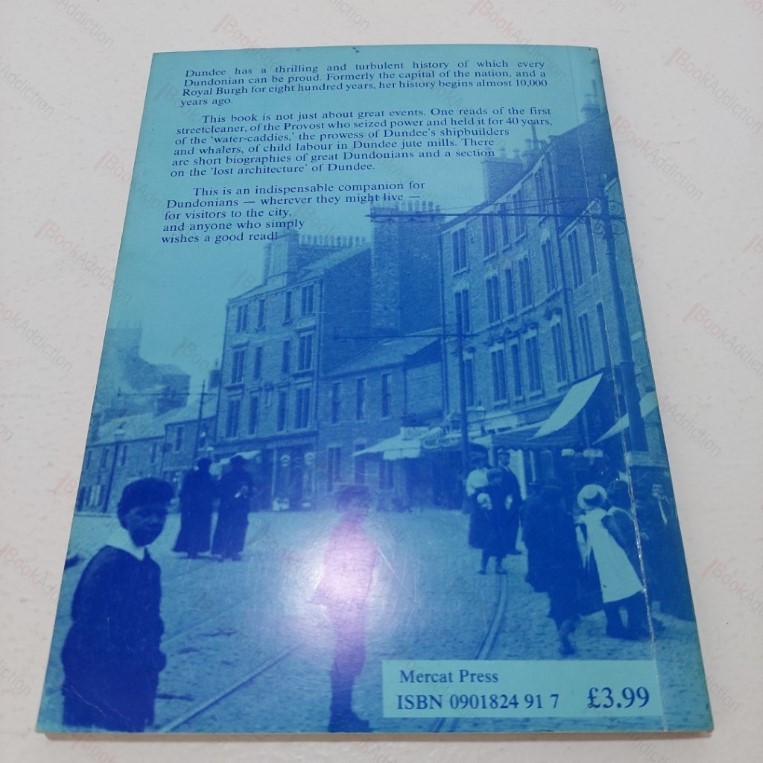 Dundee has a thrilling and turbulent history of which every
Dundonian can be proud. Formerly the capital of the nation, and a
Royal Burgh for eight hundred years, her history begins almost 10,000
years ago.
This book is not just about great events. One reads of the first
streetcleaner, of the Provost who seized power and held it for 40 years,
of the 'water-caddies,' the prowess of Dundee's shipbuilders
and whalers, of child labour in Dundee jute mills. There
are short biographies of great Dundonians and a section
on the 'lost architecture' of Dundee.
This is an indispensable companion for
Dundonians — wherever they might live —
for visitors to the city,
and anyone who simply
wishes a good read!
Mercat Press
ISBN 0901824 91 7 £3.99
BookAddiction